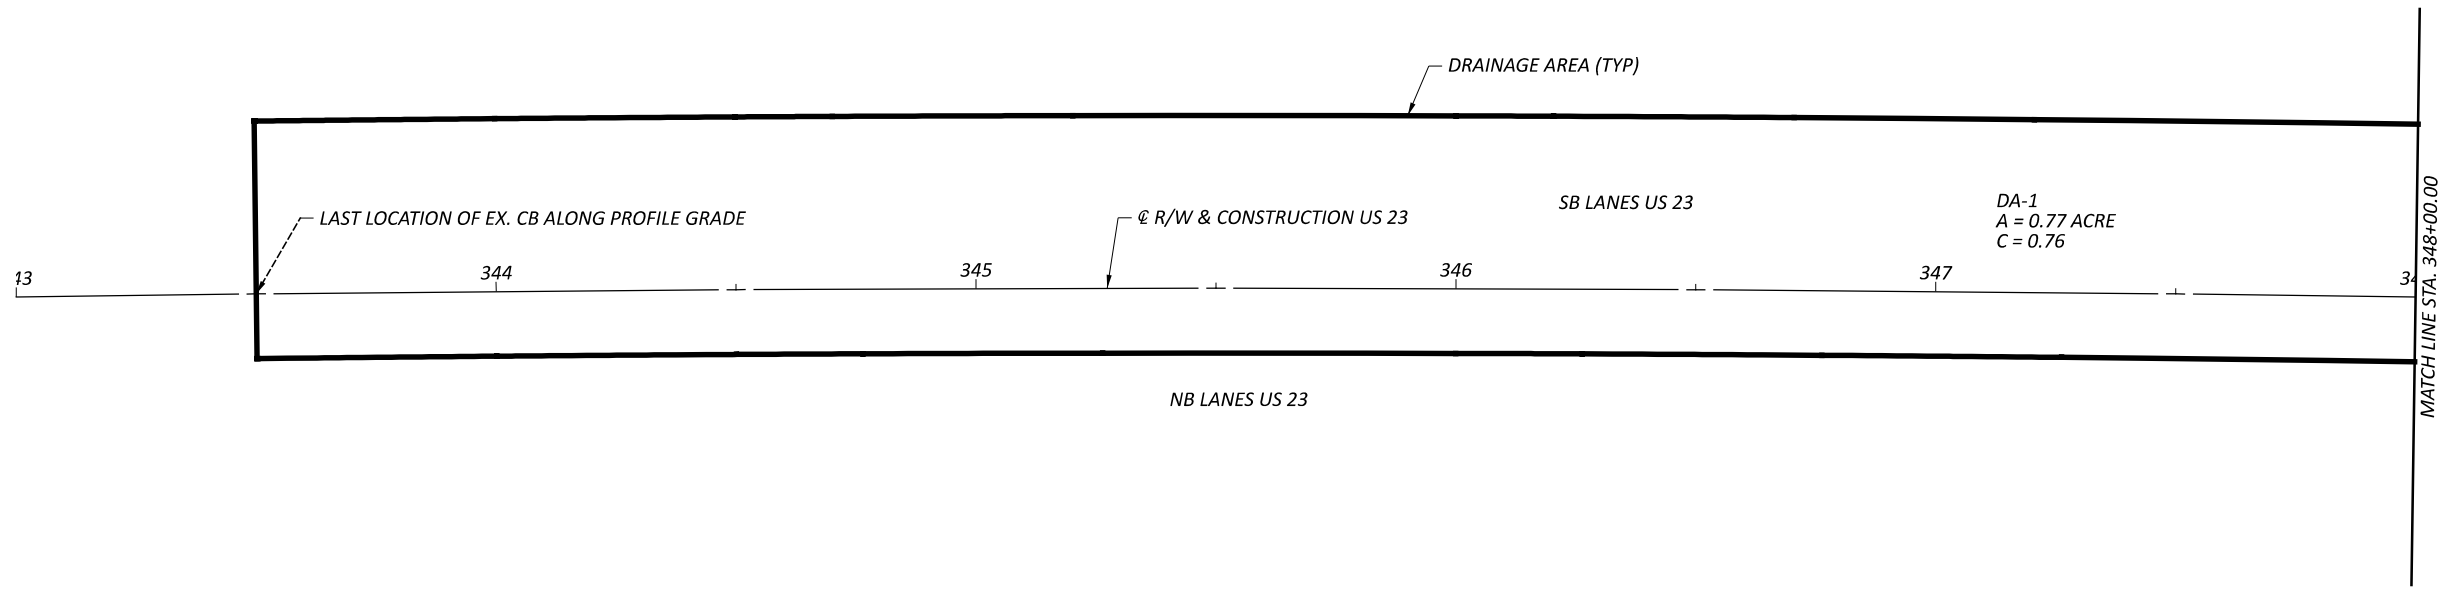 DRAINAGE AREA (TYP)
SB LANES US 23
DA-1
A = 0.77 ACRE
C = 0.76
LAST LOCATION OF EX. CB ALONG PROFILE GRADE
℄ R/W & CONSTRUCTION US 23
344
345
346
347
MATCH LINE STA. 348+00.00
NB LANES US 23